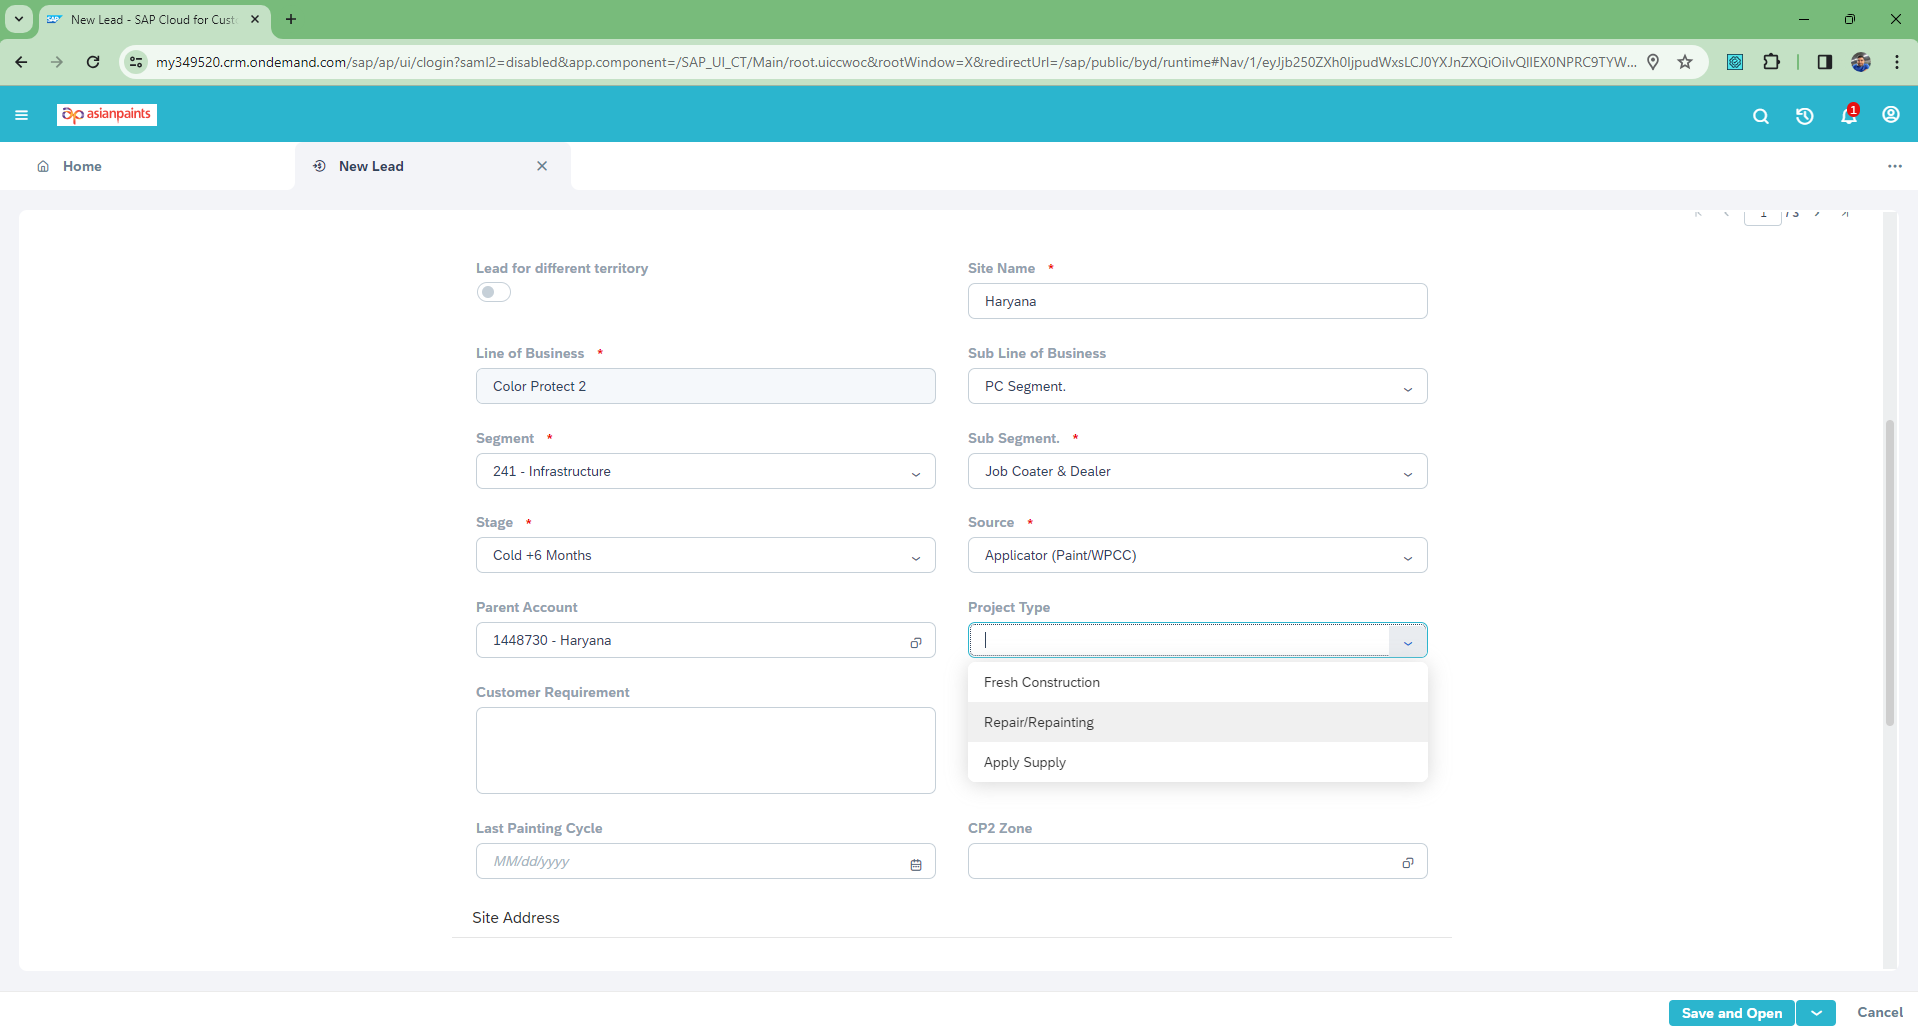 New Lead - SAP Cloud for Cust
my349520.crm.ondemand.com/sap/ap/ui/clogin?saml2=disabled&app.component=/SAP_UI_CT/Main/root.uiccwoc&rootWindow=X&redirectUrl=/sap/public/byd/runtime#Nav/1/eyJjb250ZXh0IjpudWxsLCJ0YXJnZXQiOiIvQllEX0NPRC9TYW...
asianpaints
1
Home
New Lead
1 / 3
Lead for different territory
Site Name *
Haryana
Line of Business *
Sub Line of Business
Color Protect 2
PC Segment.
Segment *
Sub Segment. *
241 - Infrastructure
Job Coater & Dealer
Stage *
Source *
Cold +6 Months
Applicator (Paint/WPCC)
Parent Account
Project Type
1448730 - Haryana
Fresh Construction
Customer Requirement
Repair/Repainting
Apply Supply
Last Painting Cycle
CP2 Zone
MM/dd/yyyy
Site Address
Save and Open
Cancel